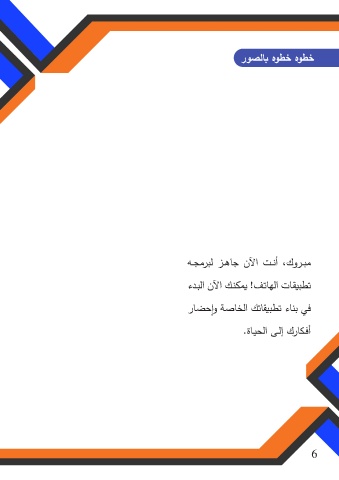 خطوه خطوه بالصور
مبروك، أنت الآن جاهز لبرمجه
تطبيقات الهاتف! يمكنك الآن البدء
في بناء تطبيقاتك الخاصة وإحضار
أفكارك إلى الحياة.
6